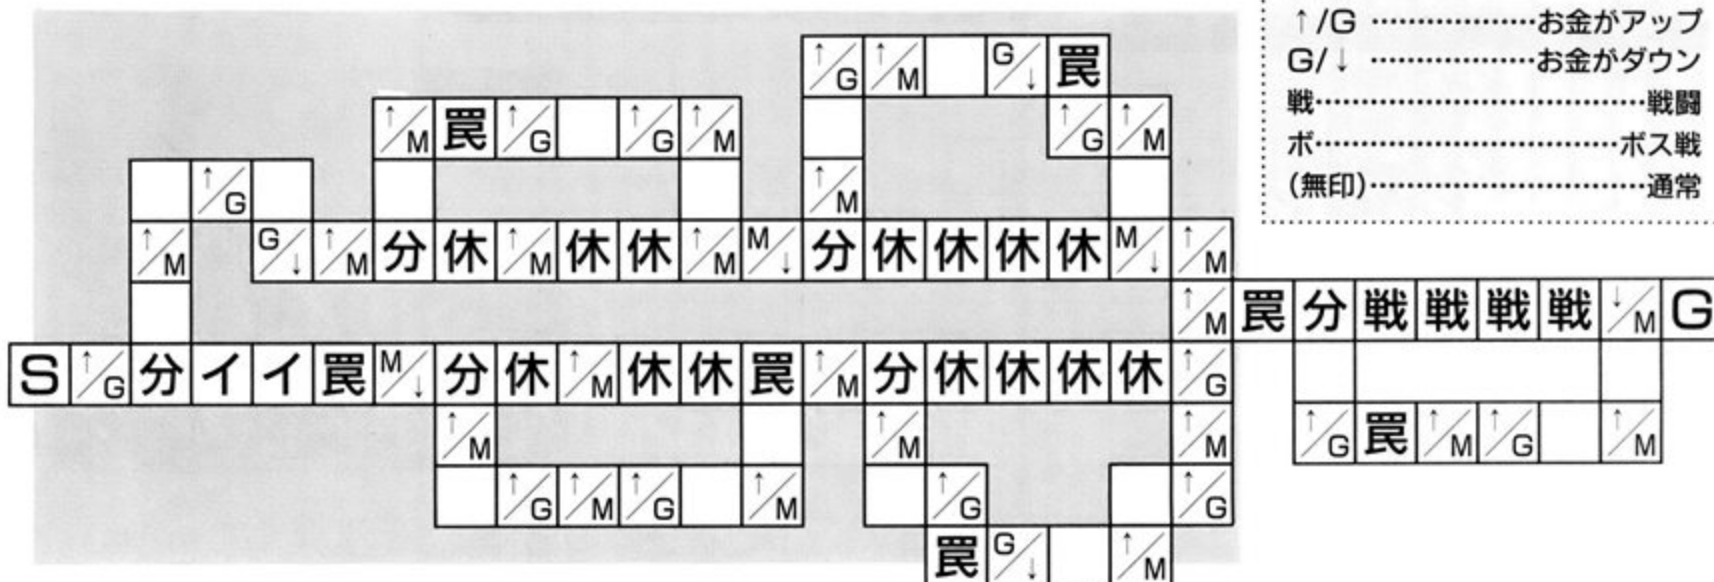 ↑/G ……………お金がアップ
G/↓ ……………お金がダウン
戦……………………戦闘
ボ……………………ボス戦
(無印)………………通常
↑/G ↑/M G/↓ 罠
↑/M 罠 ↑/G ↑/G ↑/M ↑/G ↑/M
↑/G ↑/M
↑/M G/↓ ↑/M 分 休 ↑/M 休 休 ↑/M M/↓ 分 休 休 休 休 M/↓ ↑/M
↑/M 罠 分 戦 戦 戦 戦 ↓/M G
S ↑/G 分 イ イ 罠 M/↓ 分 休 ↑/M 休 休 罠 ↑/M 分 休 休 休 休 ↑/G
↑/M ↑/M ↑/M ↑/G 罠 ↑/M ↑/G ↑/M
↑/G ↑/M ↑/G ↑/M ↑/G ↑/G
罠 G/↓ ↑/M